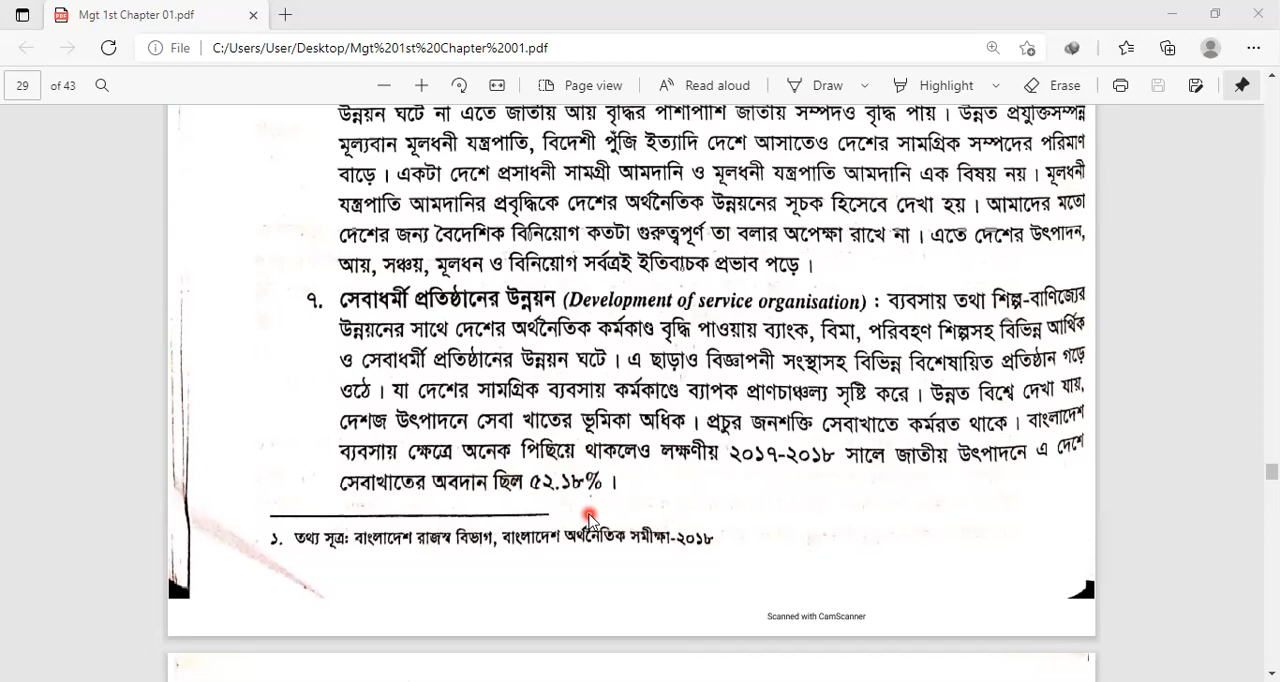 Mgt 1st Chapter 01.pdf
File
C:/Users/User/Desktop/Mgt%201st%20Chapter%2001.pdf
29 of 43
Page view
Read aloud
Draw
Highlight
Erase
উন্নয়ন ঘটে না এতে জাতীয় আয় বৃদ্ধির পাশাপাশি জাতীয় সম্পদও বৃদ্ধি পায়। উন্নত প্রযুক্তিসম্পন্ন
মূল্যবান মূলধনী যন্ত্রপাতি, বিদেশী পুঁজি ইত্যাদি দেশে আসাতেও দেশের সামগ্রিক সম্পদের পরিমাণ
বাড়ে। একটা দেশে প্রসাধনী সামগ্রী আমদানি ও মূলধনী যন্ত্রপাতি আমদানি এক বিষয় নয়। মূলধনী
যন্ত্রপাতি আমদানির প্রবৃদ্ধিকে দেশের অর্থনৈতিক উন্নয়নের সূচক হিসেবে দেখা হয়। আমাদের মতো
দেশের জন্য বৈদেশিক বিনিয়োগ কতটা গুরুত্বপূর্ণ তা বলার অপেক্ষা রাখে না। এতে দেশের উৎপাদন,
আয়, সঞ্চয়, মূলধন ও বিনিয়োগ সর্বত্রই ইতিবাচক প্রভাব পড়ে।
৭. সেবাধর্মী প্রতিষ্ঠানের উন্নয়ন (Development of service organisation) : ব্যবসায় তথা শিল্প-বাণিজ্যের
উন্নয়নের সাথে দেশের অর্থনৈতিক কর্মকাণ্ড বৃদ্ধি পাওয়ায় ব্যাংক, বিমা, পরিবহণ শিল্পসহ বিভিন্ন আর্থিক
ও সেবাধর্মী প্রতিষ্ঠানের উন্নয়ন ঘটে। এ ছাড়াও বিজ্ঞাপনী সংস্থাসহ বিভিন্ন বিশেষায়িত প্রতিষ্ঠান গড়ে
ওঠে। যা দেশের সামগ্রিক ব্যবসায় কর্মকাণ্ডে ব্যাপক প্রাণচাঞ্চল্য সৃষ্টি করে। উন্নত বিশ্বে দেখা যায়,
দেশজ উৎপাদনে সেবা খাতের ভূমিকা অধিক। প্রচুর জনশক্তি সেবাখাতে কর্মরত থাকে। বাংলাদেশ
ব্যবসায় ক্ষেত্রে অনেক পিছিয়ে থাকলেও লক্ষণীয় ২০১৭-২০১৮ সালে জাতীয় উৎপাদনে এ দেশে
সেবাখাতের অবদান ছিল ৫২.১৮%।
১. তথ্য সূত্রঃ বাংলাদেশ রাজস্ব বিভাগ, বাংলাদেশ অর্থনৈতিক সমীক্ষা-২০১৮
Scanned with CamScanner